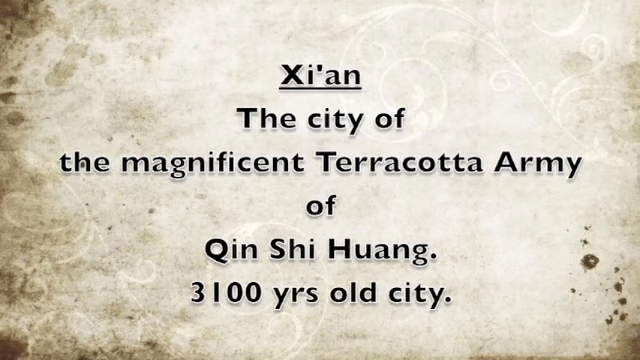 Xi'an
The city of
the magnificent Terracotta Army
of
Qin Shi Huang.
3100 yrs old city.